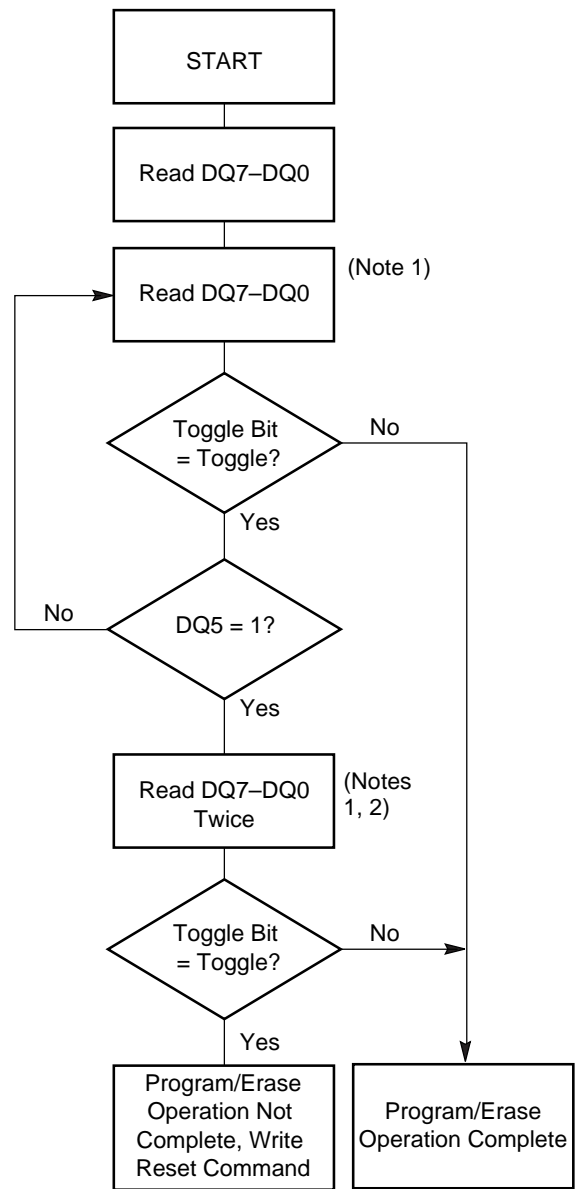 START
Read DQ7–DQ0
Read DQ7–DQ0
(Note 1)
Toggle Bit
= Toggle?
No
Yes
No
DQ5 = 1?
Yes
Read DQ7–DQ0
Twice
(Notes
1, 2)
Toggle Bit
= Toggle?
No
Yes
Program/Erase
Operation Not
Complete, Write
Reset Command
Program/Erase
Operation Complete